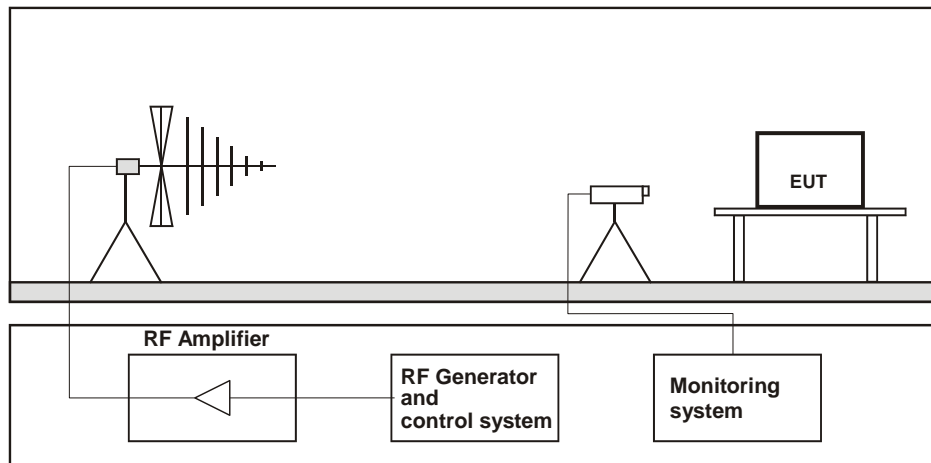 EUT
RF Amplifier
RF Generator
and
control system
Monitoring
system